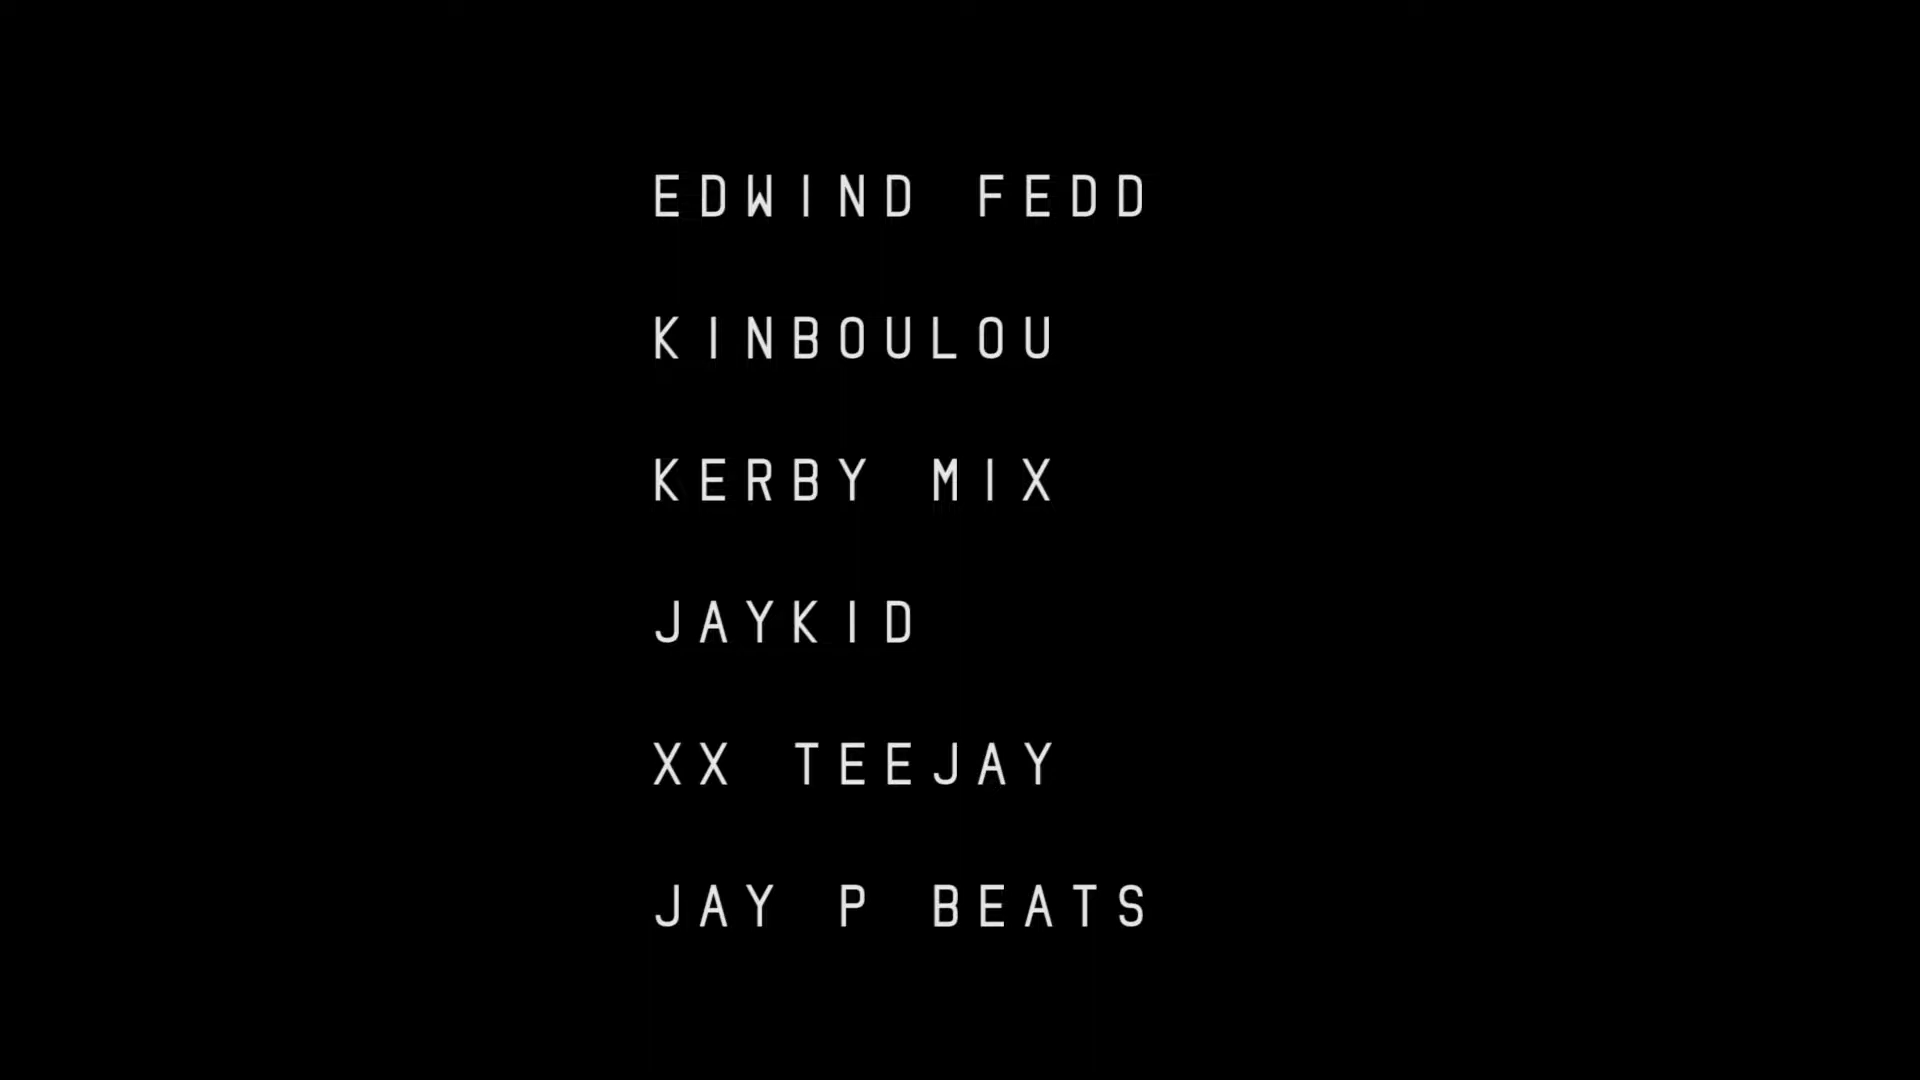 EDWIND FEDD
KINBOULOU
KERBY MIX
JAYKID
XX TEEJAY
JAY P BEATS